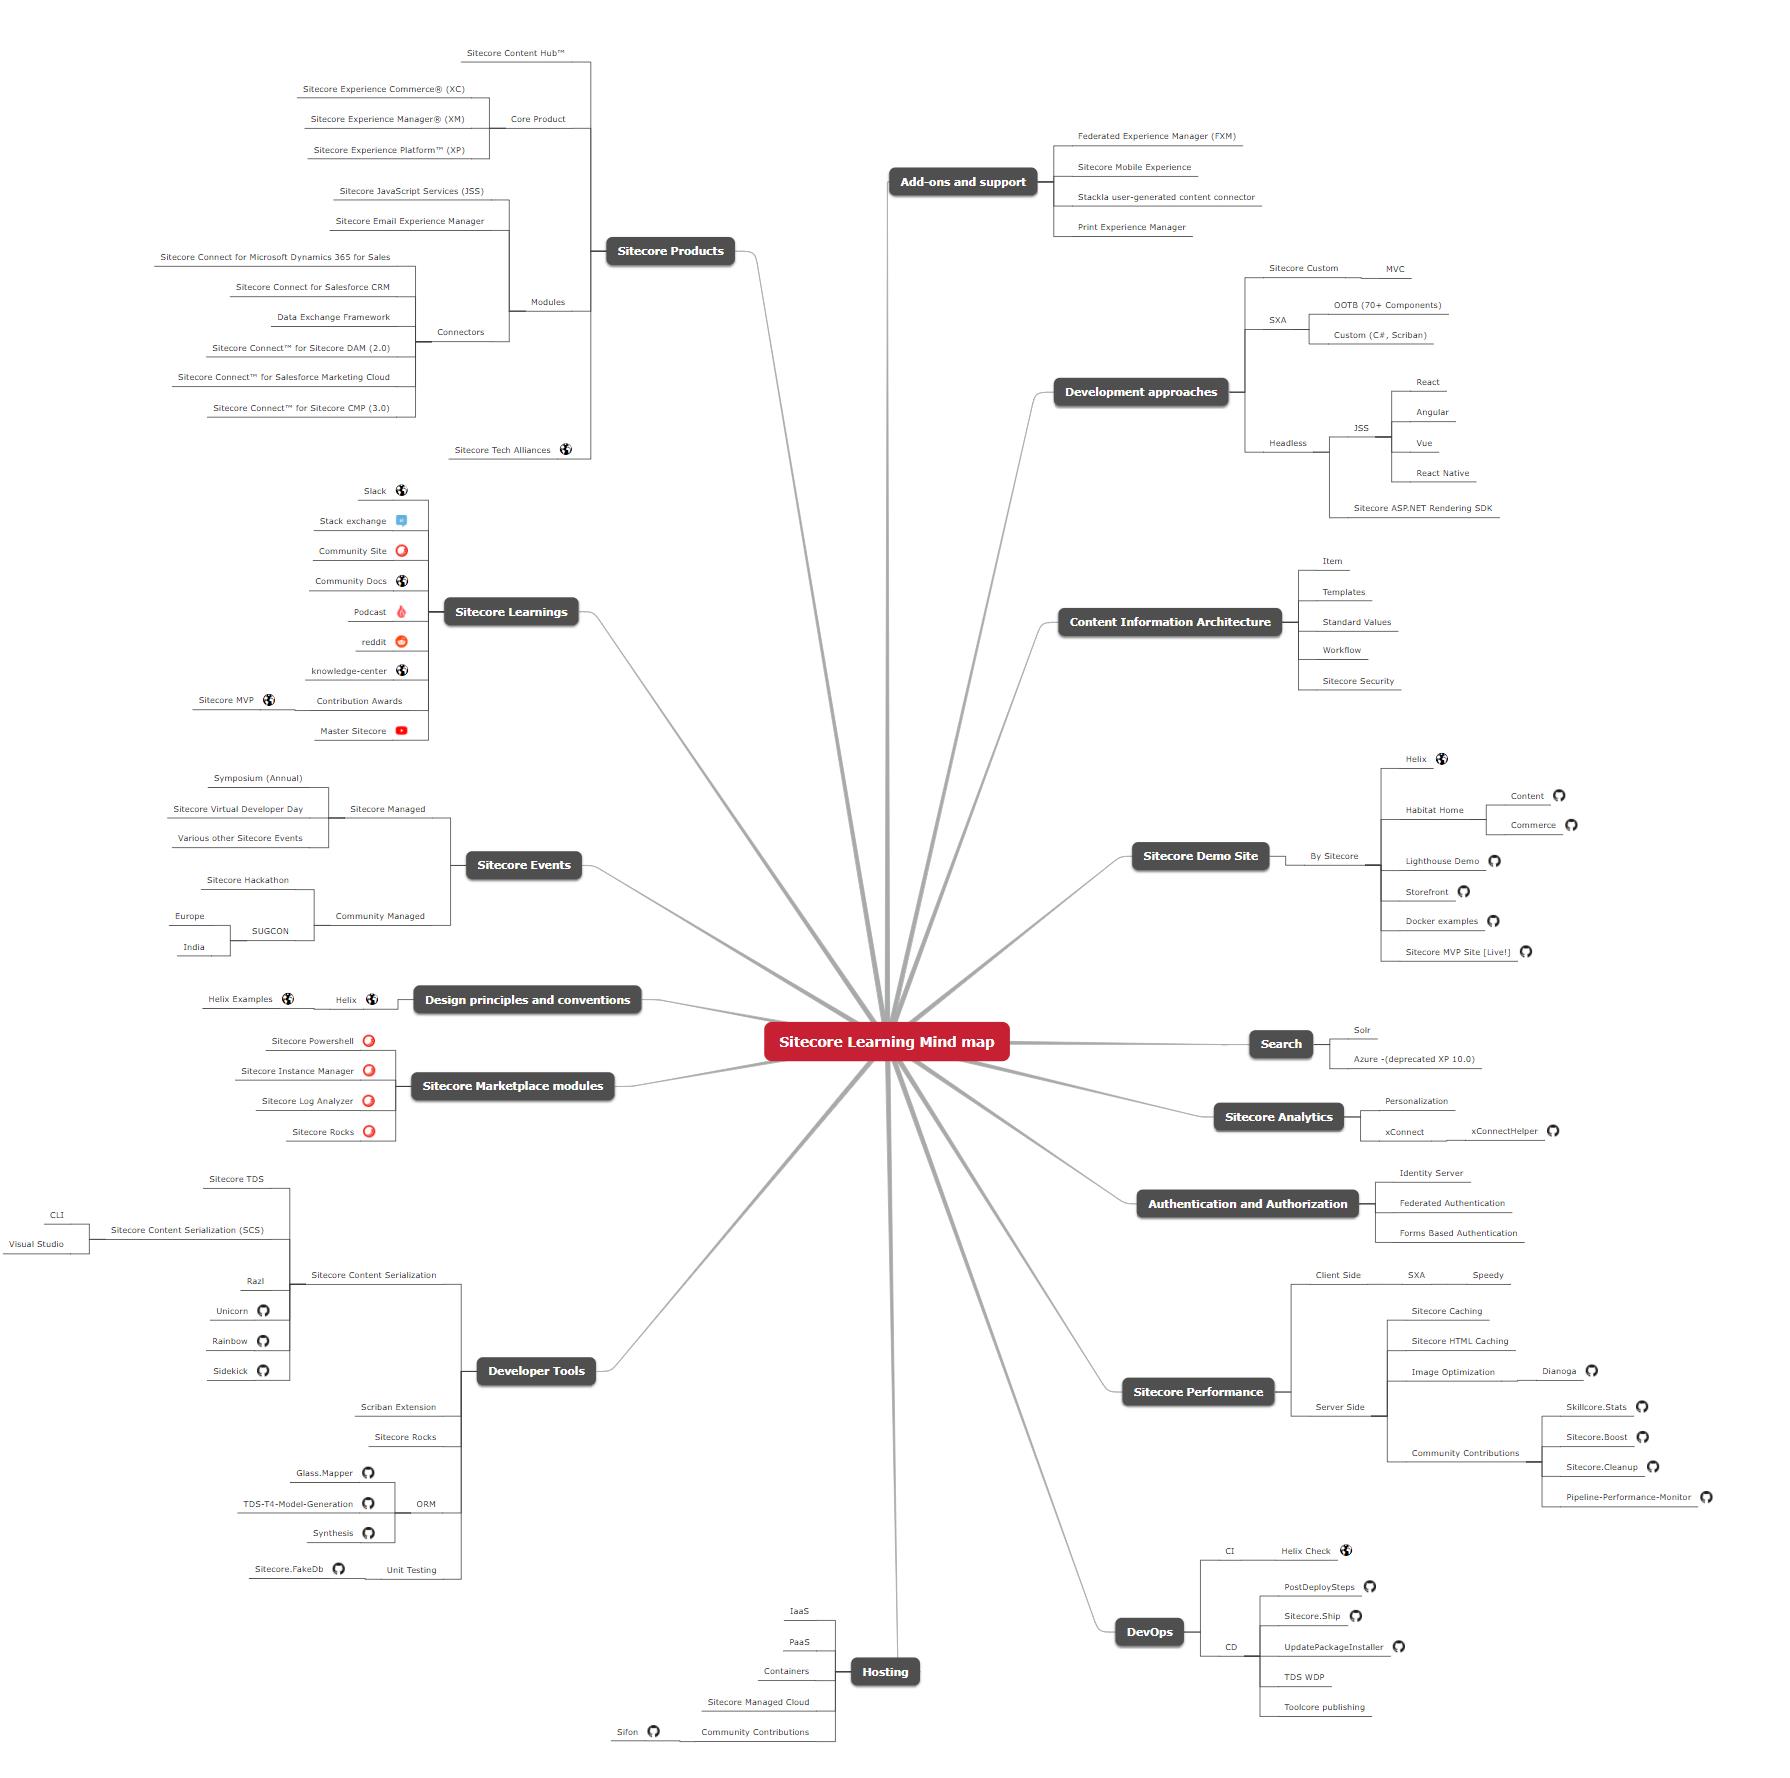 Sitecore Learning Mind map
Sitecore Products
Sitecore Content Hub™
Core Product
Sitecore Experience Commerce® (XC)
Sitecore Experience Manager® (XM)
Sitecore Experience Platform™ (XP)
Modules
Sitecore JavaScript Services (JSS)
Sitecore Email Experience Manager
Connectors
Sitecore Connect for Microsoft Dynamics 365 for Sales
Sitecore Connect for Salesforce CRM
Data Exchange Framework
Sitecore Connect™ for Sitecore DAM (2.0)
Sitecore Connect™ for Salesforce Marketing Cloud
Sitecore Connect™ for Sitecore CMP (3.0)
Sitecore Tech Alliances
Sitecore Learnings
Slack
Stack exchange
Community Site
Community Docs
Podcast
reddit
knowledge-center
Contribution Awards
Sitecore MVP
Master Sitecore
Sitecore Events
Sitecore Managed
Symposium (Annual)
Sitecore Virtual Developer Day
Various other Sitecore Events
Community Managed
Sitecore Hackathon
SUGCON
Europe
India
Design principles and conventions
Helix
Helix Examples
Sitecore Marketplace modules
Sitecore Powershell
Sitecore Instance Manager
Sitecore Log Analyzer
Sitecore Rocks
Developer Tools
Sitecore Content Serialization
Sitecore TDS
Sitecore Content Serialization (SCS)
CLI
Visual Studio
Razl
Unicorn
Rainbow
Sidekick
Scriban Extension
Sitecore Rocks
ORM
Glass.Mapper
TDS-T4-Model-Generation
Synthesis
Unit Testing
Sitecore.FakeDb
Hosting
IaaS
PaaS
Containers
Sitecore Managed Cloud
Community Contributions
Sifon
Add-ons and support
Federated Experience Manager (FXM)
Sitecore Mobile Experience
Stackla user-generated content connector
Print Experience Manager
Development approaches
Sitecore Custom
MVC
SXA
OOTB (70+ Components)
Custom (C#, Scriban)
Headless
JSS
React
Angular
Vue
React Native
Sitecore ASP.NET Rendering SDK
Content Information Architecture
Item
Templates
Standard Values
Workflow
Sitecore Security
Sitecore Demo Site
By Sitecore
Helix
Habitat Home
Content
Commerce
Lighthouse Demo
Storefront
Docker examples
Sitecore MVP Site [Live!]
Search
Solr
Azure -(deprecated XP 10.0)
Sitecore Analytics
Personalization
xConnect
xConnectHelper
Authentication and Authorization
Identity Server
Federated Authentication
Forms Based Authentication
Sitecore Performance
Client Side
SXA
Speedy
Server Side
Sitecore Caching
Sitecore HTML Caching
Image Optimization
Dianoga
Community Contributions
Skillcore.Stats
Sitecore.Boost
Sitecore.Cleanup
Pipeline-Performance-Monitor
DevOps
CI
Helix Check
CD
PostDeploySteps
Sitecore.Ship
UpdatePackageInstaller
TDS WDP
Toolcore publishing